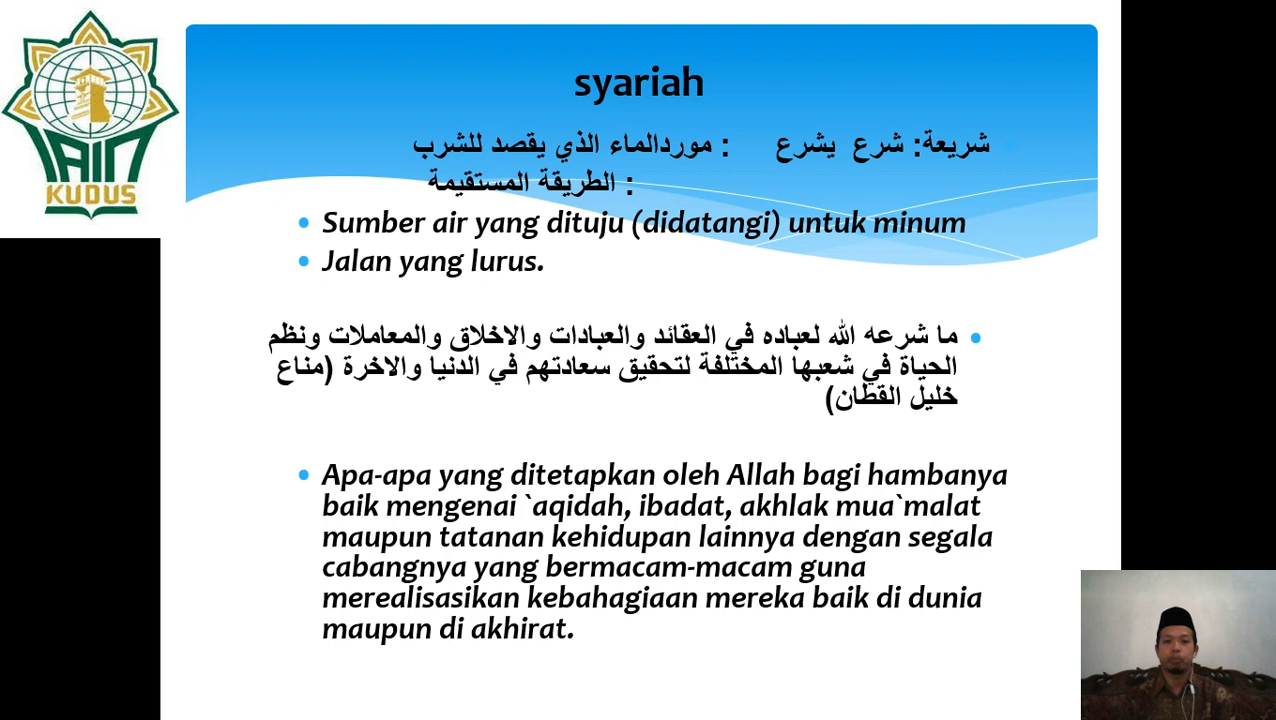 IAIN
KUDUS
syariah
شريعة: شرع يشرع : موردالماء الذي يقصد للشرب
: الطريقة المستقيمة
Sumber air yang dituju (didatangi) untuk minum
Jalan yang lurus.
ما شرعه الله لعباده في العقائد والعبادات والاخلاق والمعاملات ونظم
الحياة في شعبها المختلفة لتحقيق سعادتهم في الدنيا والاخرة (مناع
خليل القطان)
Apa-apa yang ditetapkan oleh Allah bagi hambanya
baik mengenai `aqidah, ibadat, akhlak mua`malat
maupun tatanan kehidupan lainnya dengan segala
cabangnya yang bermacam-macam guna
merealisasikan kebahagiaan mereka baik di dunia
maupun di akhirat.